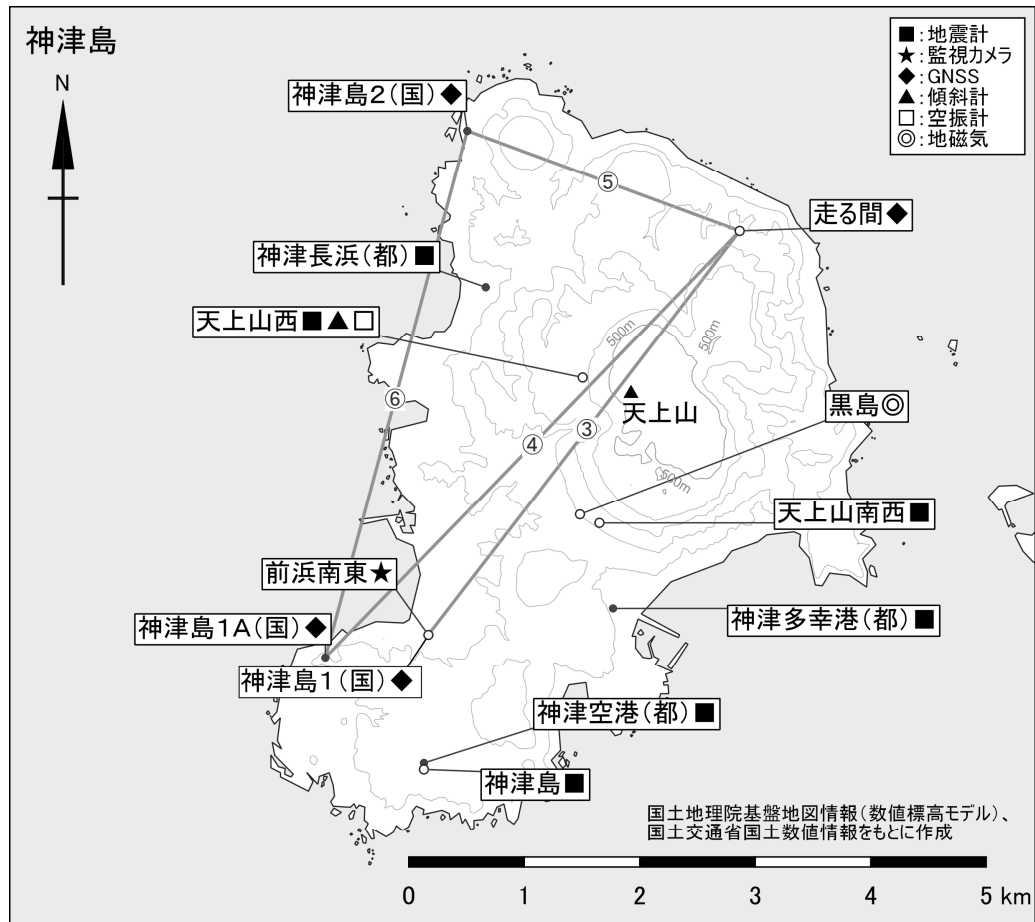 神津島
N
■:地震計
★:監視カメラ
◆:GNSS
▲:傾斜計
□:空振計
◎:地磁気
神津島2(国)◆
⑤
走る間◆
神津長浜(都)■
天上山西■▲□
500m
500m
▲
天上山
黒島◎
⑥
④
③
500m
天上山南西■
前浜南東★
神津島1A(国)◆
神津多幸港(都)■
神津島1(国)◆
神津空港(都)■
神津島■
国土地理院基盤地図情報(数値標高モデル)、
国土交通省国土数値情報をもとに作成
0 1 2 3 4 5 km